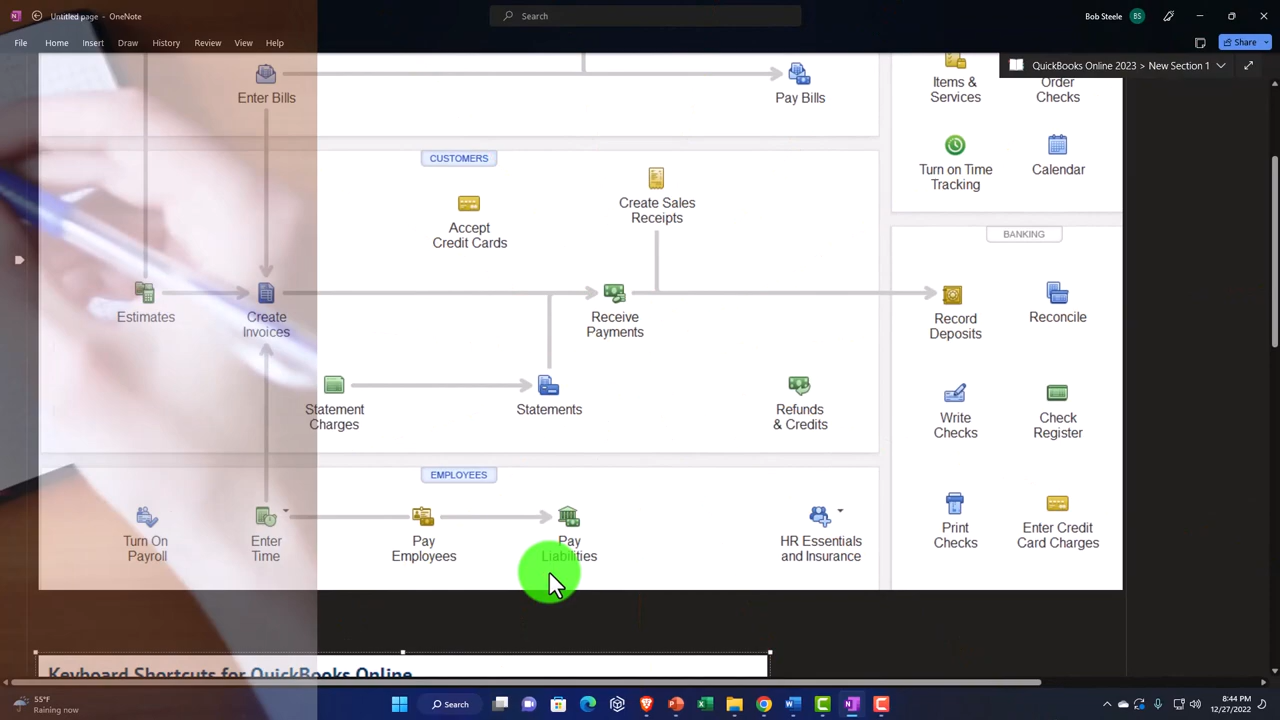 Untitled page - OneNote
Search
Bob Steele
BS
File
Home
Insert
Draw
History
Review
View
Help
Share
QuickBooks Online 2023 > New Section 1
Enter Bills
Pay Bills
Items &
Services
Order
Checks
Turn on Time
Tracking
Calendar
CUSTOMERS
Accept
Credit Cards
Create Sales
Receipts
Estimates
Create
Invoices
Receive
Payments
Statement
Charges
Statements
Refunds
& Credits
BANKING
Record
Deposits
Reconcile
Write
Checks
Check
Register
Print
Checks
Enter Credit
Card Charges
EMPLOYEES
Turn On
Payroll
Enter
Time
Pay
Employees
Pay
Liabilities
HR Essentials
and Insurance
Keyboard Shortcuts for QuickBooks Online
55°F
Raining now
Search
8:44 PM
12/27/2022